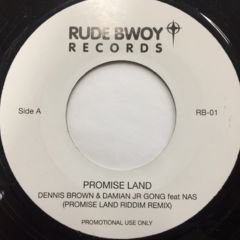 RUDE BWOY
RECORDS
Side A
RB-01
PROMISE LAND
DENNIS BROWN & DAMIAN JR GONG feat NAS
(PROMISE LAND RIDDIM REMIX)
PROMOTIONAL USE ONLY